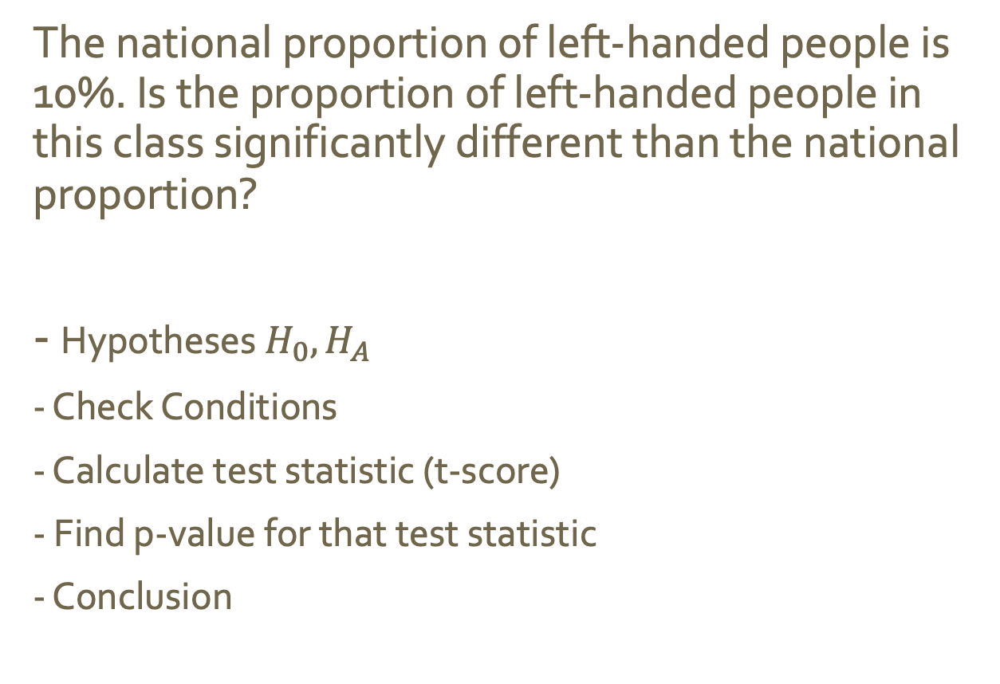 The national proportion of left-handed people is
10%. Is the proportion of left-handed people in
this class significantly different than the national
proportion?
- Hypotheses H₀, H_A
- Check Conditions
- Calculate test statistic (t-score)
- Find p-value for that test statistic
- Conclusion